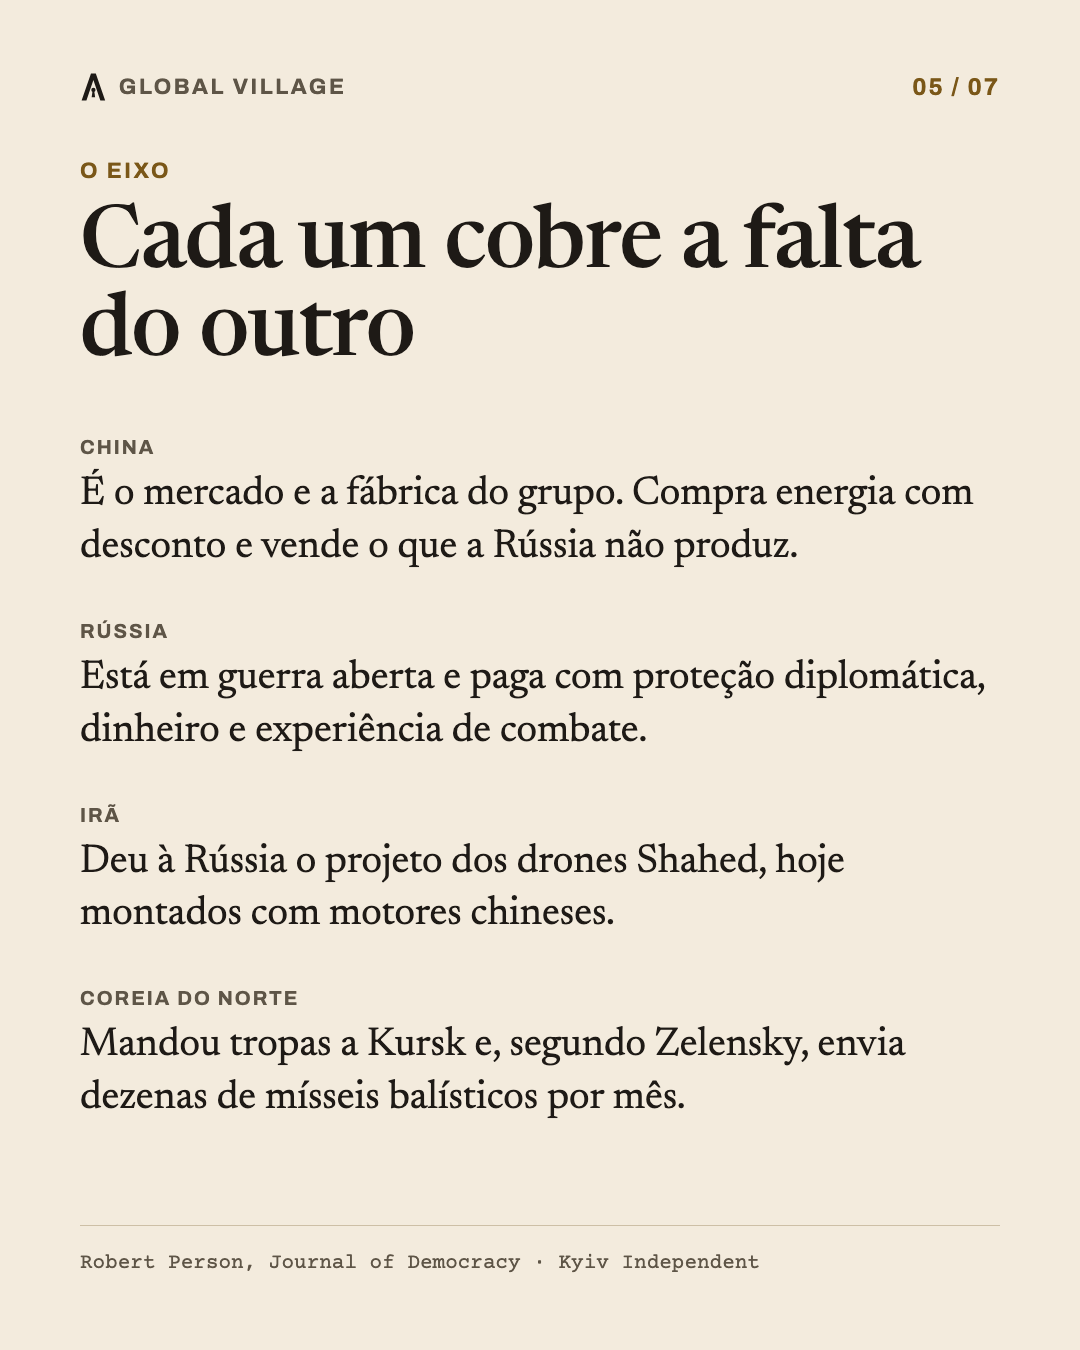 GLOBAL VILLAGE
05 / 07
O EIXO
Cada um cobre a falta
do outro
CHINA
É o mercado e a fábrica do grupo. Compra energia com
desconto e vende o que a Rússia não produz.
RÚSSIA
Está em guerra aberta e paga com proteção diplomática,
dinheiro e experiência de combate.
IRÃ
Deu à Rússia o projeto dos drones Shahed, hoje
montados com motores chineses.
COREIA DO NORTE
Mandou tropas a Kursk e, segundo Zelensky, envia
dezenas de mísseis balísticos por mês.
Robert Person, Journal of Democracy · Kyiv Independent